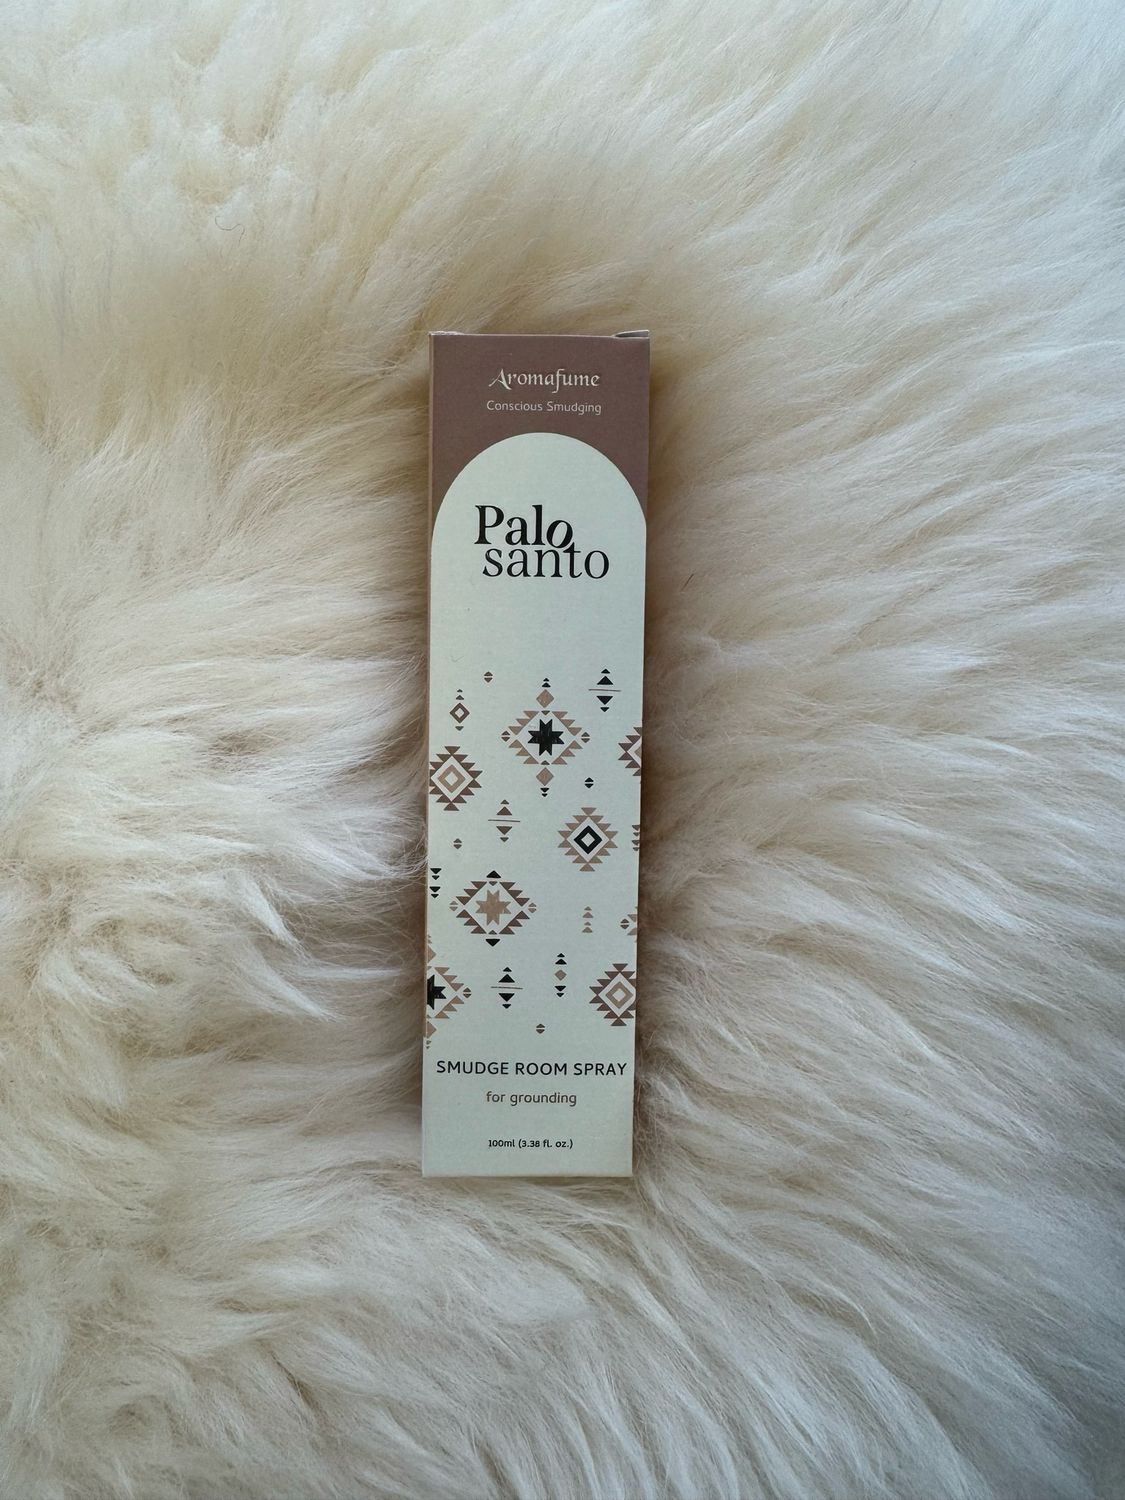 Aromafume
Conscious Smudging
Palo
santo
SMUDGE ROOM SPRAY
for grounding
100ml (3.38 fl. oz.)